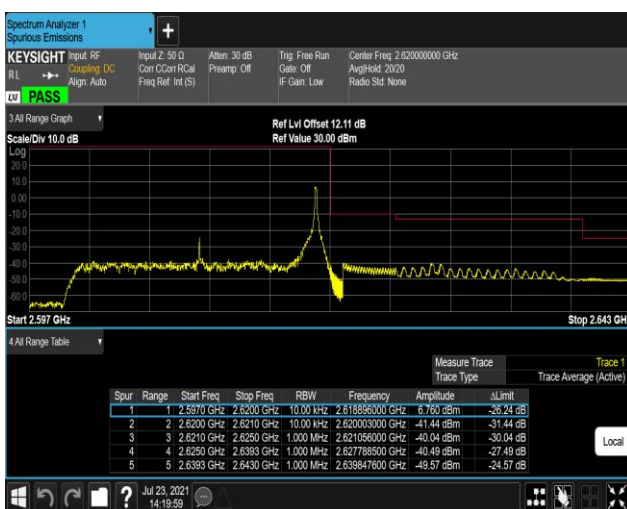 Spectrum Analyzer 1
Spurious Emissions
KEYSIGHT Input: RF Input Z: 50 Ω Atten: 30 dB Trig: Free Run Center Freq: 2.620000000 GHz
RL Coupling: DC Corr CCorr RCal Preamp: Off Gate: Off Avg|Hold: 20/20
Align: Auto Freq Ref: Int (S) IF Gain: Low Radio Std: None
LXI PASS
3 All Range Graph
Ref Lvl Offset 12.11 dB
Scale/Div 10.0 dB Ref Value 30.00 dBm
Log
20.0
10.0
0.00
-10.0
-20.0
-30.0
-40.0
-50.0
-60.0
Start 2.597 GHz Stop 2.643 GH
4 All Range Table
Measure Trace Trace 1
Trace Type Trace Average (Active)
Spur Range Start Freq Stop Freq RBW Frequency Amplitude ΔLimit
1 1 2.5970 GHz 2.6200 GHz 10.00 kHz 2.618896000 GHz 6.760 dBm -26.24 dB
2 2 2.6200 GHz 2.6210 GHz 10.00 kHz 2.620003000 GHz -41.44 dBm -31.44 dB
3 3 2.6210 GHz 2.6250 GHz 1.000 MHz 2.621056000 GHz -40.04 dBm -30.04 dB
4 4 2.6250 GHz 2.6393 GHz 1.000 MHz 2.627788500 GHz -40.49 dBm -27.49 dB
5 5 2.6393 GHz 2.6430 GHz 1.000 MHz 2.639847600 GHz -49.57 dBm -24.57 dB
Local
Jul 23, 2021
14:19:59